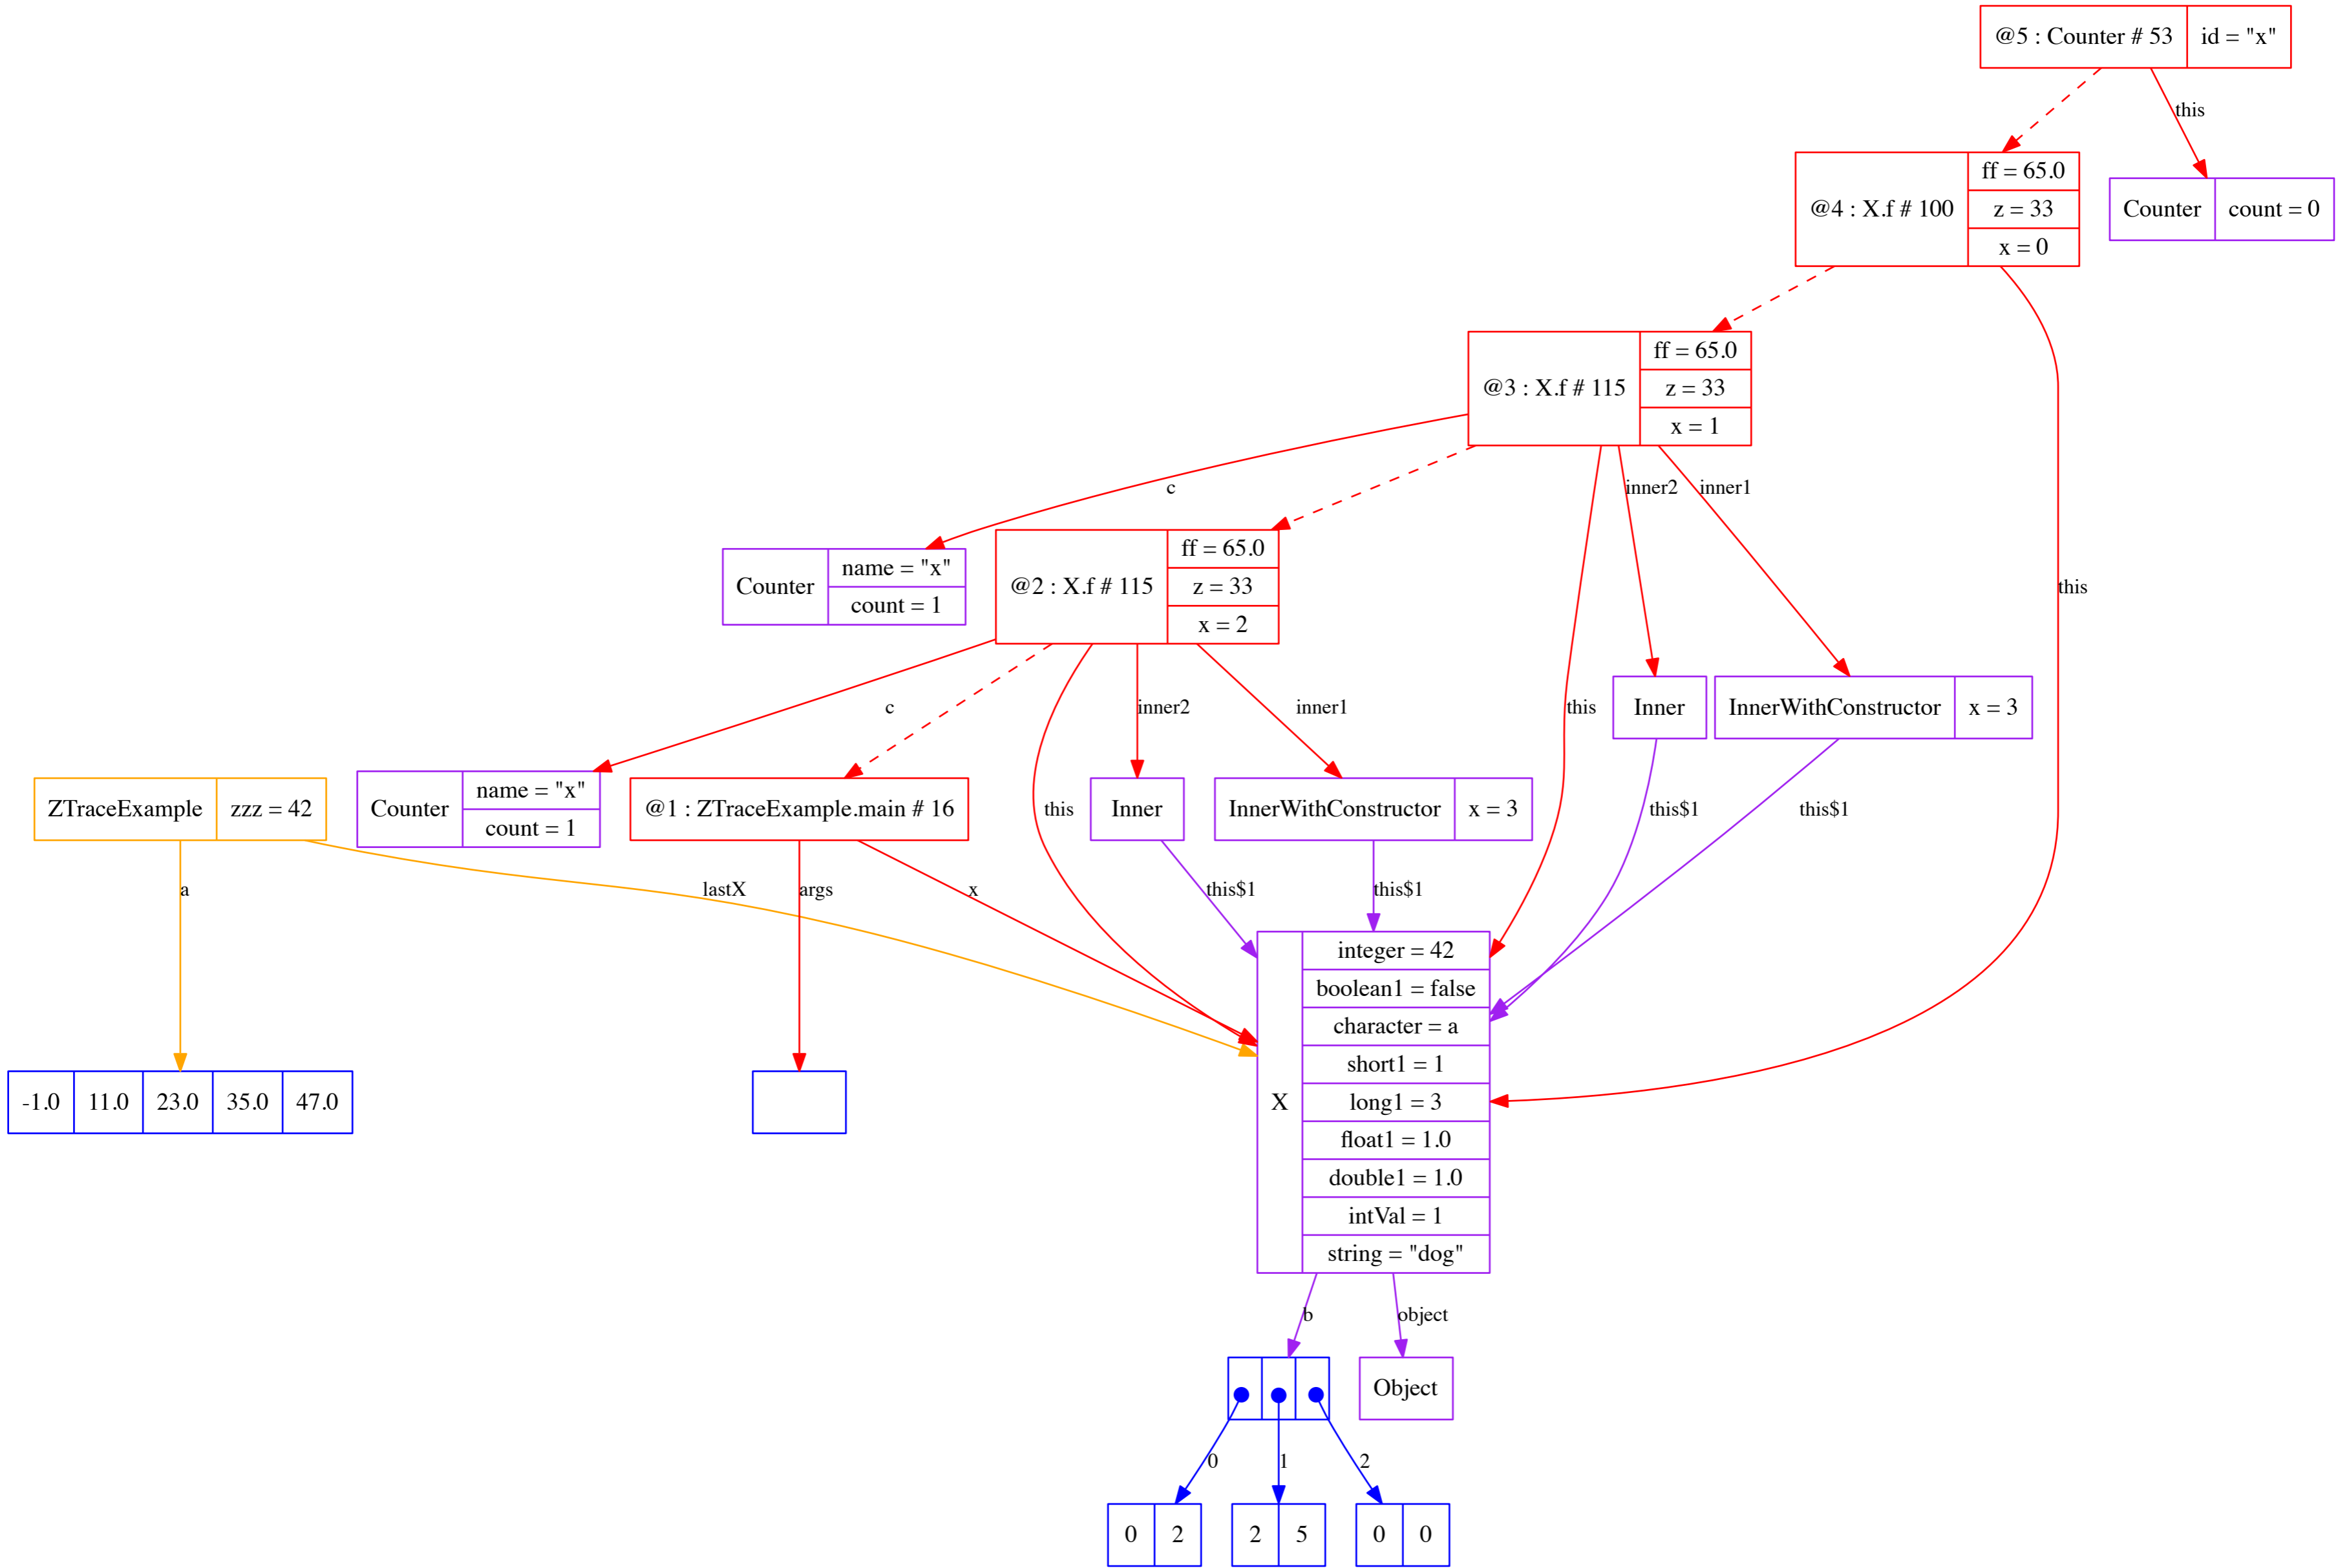 @5 : Counter # 53
id = "x"
this
@4 : X.f # 100
ff = 65.0
z = 33
x = 0
Counter
count = 0
@3 : X.f # 115
ff = 65.0
z = 33
x = 1
c
inner2
inner1
Counter
name = "x"
count = 1
@2 : X.f # 115
ff = 65.0
z = 33
x = 2
this
c
inner2
inner1
this
Inner
InnerWithConstructor
x = 3
ZTraceExample
zzz = 42
Counter
name = "x"
count = 1
@1 : ZTraceExample.main # 16
this
Inner
InnerWithConstructor
x = 3
this$1
this$1
a
lastX
args
x
this$1
this$1
-1.0
11.0
23.0
35.0
47.0
X
integer = 42
boolean1 = false
character = a
short1 = 1
long1 = 3
float1 = 1.0
double1 = 1.0
intVal = 1
string = "dog"
b
object
Object
0
1
2
0
2
2
5
0
0